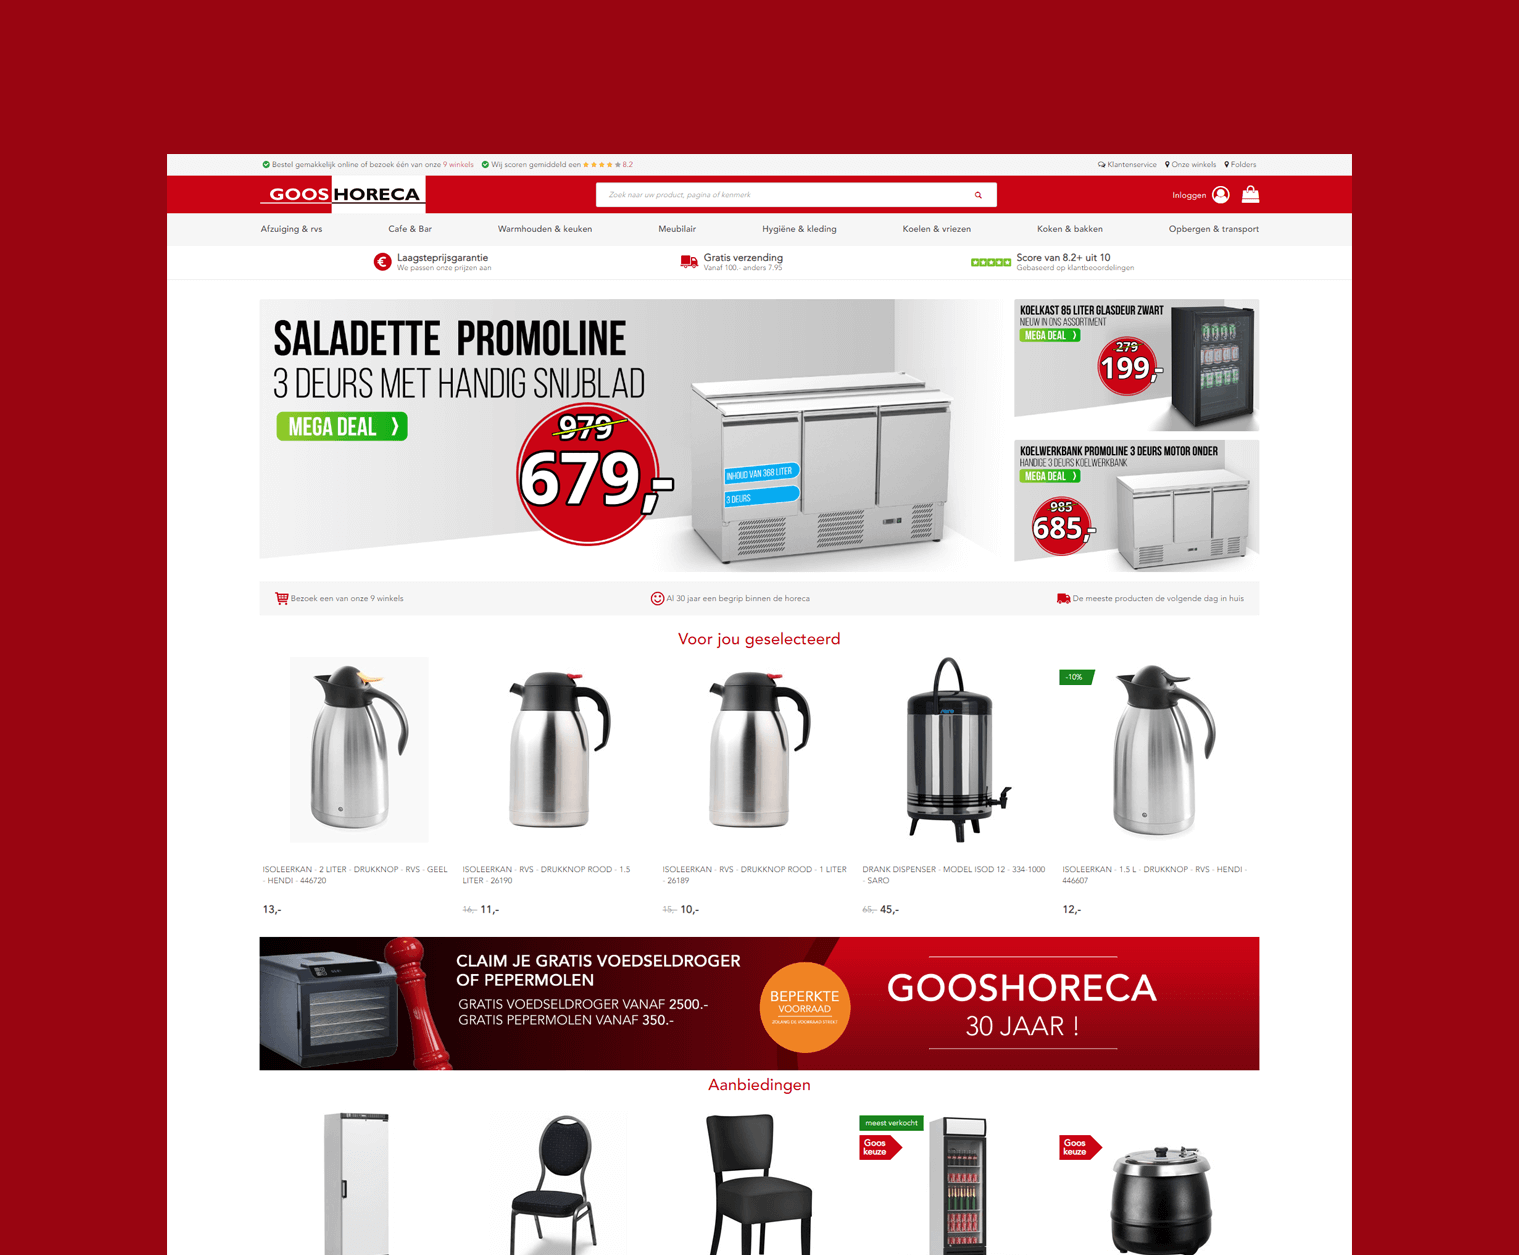 Bestel gemakkelijk online of bezoek één van onze 9 winkels
Wij scoren gemiddeld een 8.2
Klantenservice
Onze winkels
Folders
GOOSHORECA
Zoek naar uw product, pagina of kenmerk
Inloggen
Afzuiging & rvs
Cafe & Bar
Warmhouden & keuken
Meubilair
Hygiëne & kleding
Koelen & vriezen
Koken & bakken
Opbergen & transport
Laagsteprijsgarantie
We passen onze prijzen aan
Gratis verzending
Vanaf 100.- anders 7.95
Score van 8.2+ uit 10
Gebaseerd op klantbeoordelingen
SALADETTE PROMOLINE
3 DEURS MET HANDIG SNIJBLAD
MEGA DEAL
979
679,-
INHOUD VAN 368 LITER
3 DEURS
KOELKAST 85 LITER GLASDEUR ZWART
NIEUW IN ONS ASSORTIMENT
MEGA DEAL
279
199,-
KOELWERKBANK PROMOLINE 3 DEURS MOTOR ONDER
HANDIGE 3 DEURS KOELWERKBANK
MEGA DEAL
985
685,-
Bezoek een van onze 9 winkels
Al 30 jaar een begrip binnen de horeca
De meeste producten de volgende dag in huis
Voor jou geselecteerd
-10%
ISOLEERKAN - 2 LITER - DRUKKNOP - RVS - GEEL
- HENDI - 446720
13,-
ISOLEERKAN - RVS - DRUKKNOP ROOD - 1.5
LITER - 26190
16,- 11,-
ISOLEERKAN - RVS - DRUKKNOP ROOD - 1 LITER
- 26189
15,- 10,-
DRANK DISPENSER - MODEL ISOD 12 - 334-1000
- SARO
65,- 45,-
ISOLEERKAN - 1.5 L - DRUKKNOP - RVS - HENDI -
446607
12,-
CLAIM JE GRATIS VOEDSELDROGER
OF PEPERMOLEN
GRATIS VOEDSELDROGER VANAF 2500.-
GRATIS PEPERMOLEN VANAF 350.-
BEPERKTE
VOORRAAD
ZOLANG DE VOORRAAD STREKT
GOOSHORECA
30 JAAR !
Aanbiedingen
meest verkocht
Goos
keuze
Goos
keuze